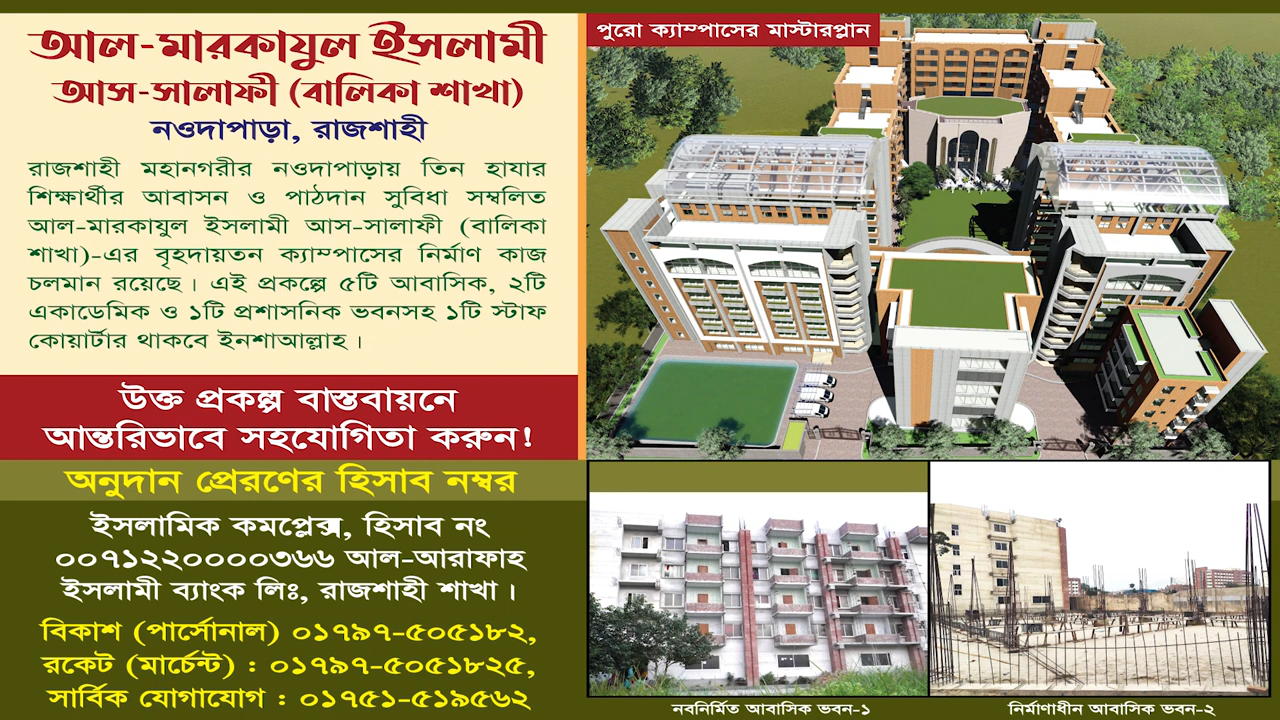 আল-মারকাযুল ইসলামী
আস-সালাফী (বালিকা শাখা)
নওদাপাড়া, রাজশাহী
রাজশাহী মহানগরীর নওদাপাড়ায় তিন হাযার
শিক্ষার্থীর আবাসন ও পাঠদান সুবিধা সম্বলিত
আল-মারকাযুল ইসলামী আস-সালাফী (বালিকা
শাখা)-এর বৃহদায়তন ক্যাম্পাসের নির্মাণ কাজ
চলমান রয়েছে। এই প্রকল্পে ৫টি আবাসিক, ২টি
একাডেমিক ও ১টি প্রশাসনিক ভবনসহ ১টি স্টাফ
কোয়ার্টার থাকবে ইনশাআল্লাহ।
উক্ত প্রকল্প বাস্তবায়নে
আন্তরিভাবে সহযোগিতা করুন!
অনুদান প্রেরণের হিসাব নম্বর
ইসলামিক কমপ্লেক্স, হিসাব নং
০০৭১২২০০০০৩৬৬ আল-আরাফাহ
ইসলামী ব্যাংক লিঃ, রাজশাহী শাখা।
বিকাশ (পার্সোনাল) ০১৭৯৭-৫০৫১৮২,
রকেট (মার্চেন্ট) : ০১৭৯৭-৫০৫১৮২৫,
সার্বিক যোগাযোগ : ০১৭৫১-৫১৯৫৬২
পুরো ক্যাম্পাসের মাস্টারপ্ল্যান
নবনির্মিত আবাসিক ভবন-১
নির্মাণাধীন আবাসিক ভবন-২